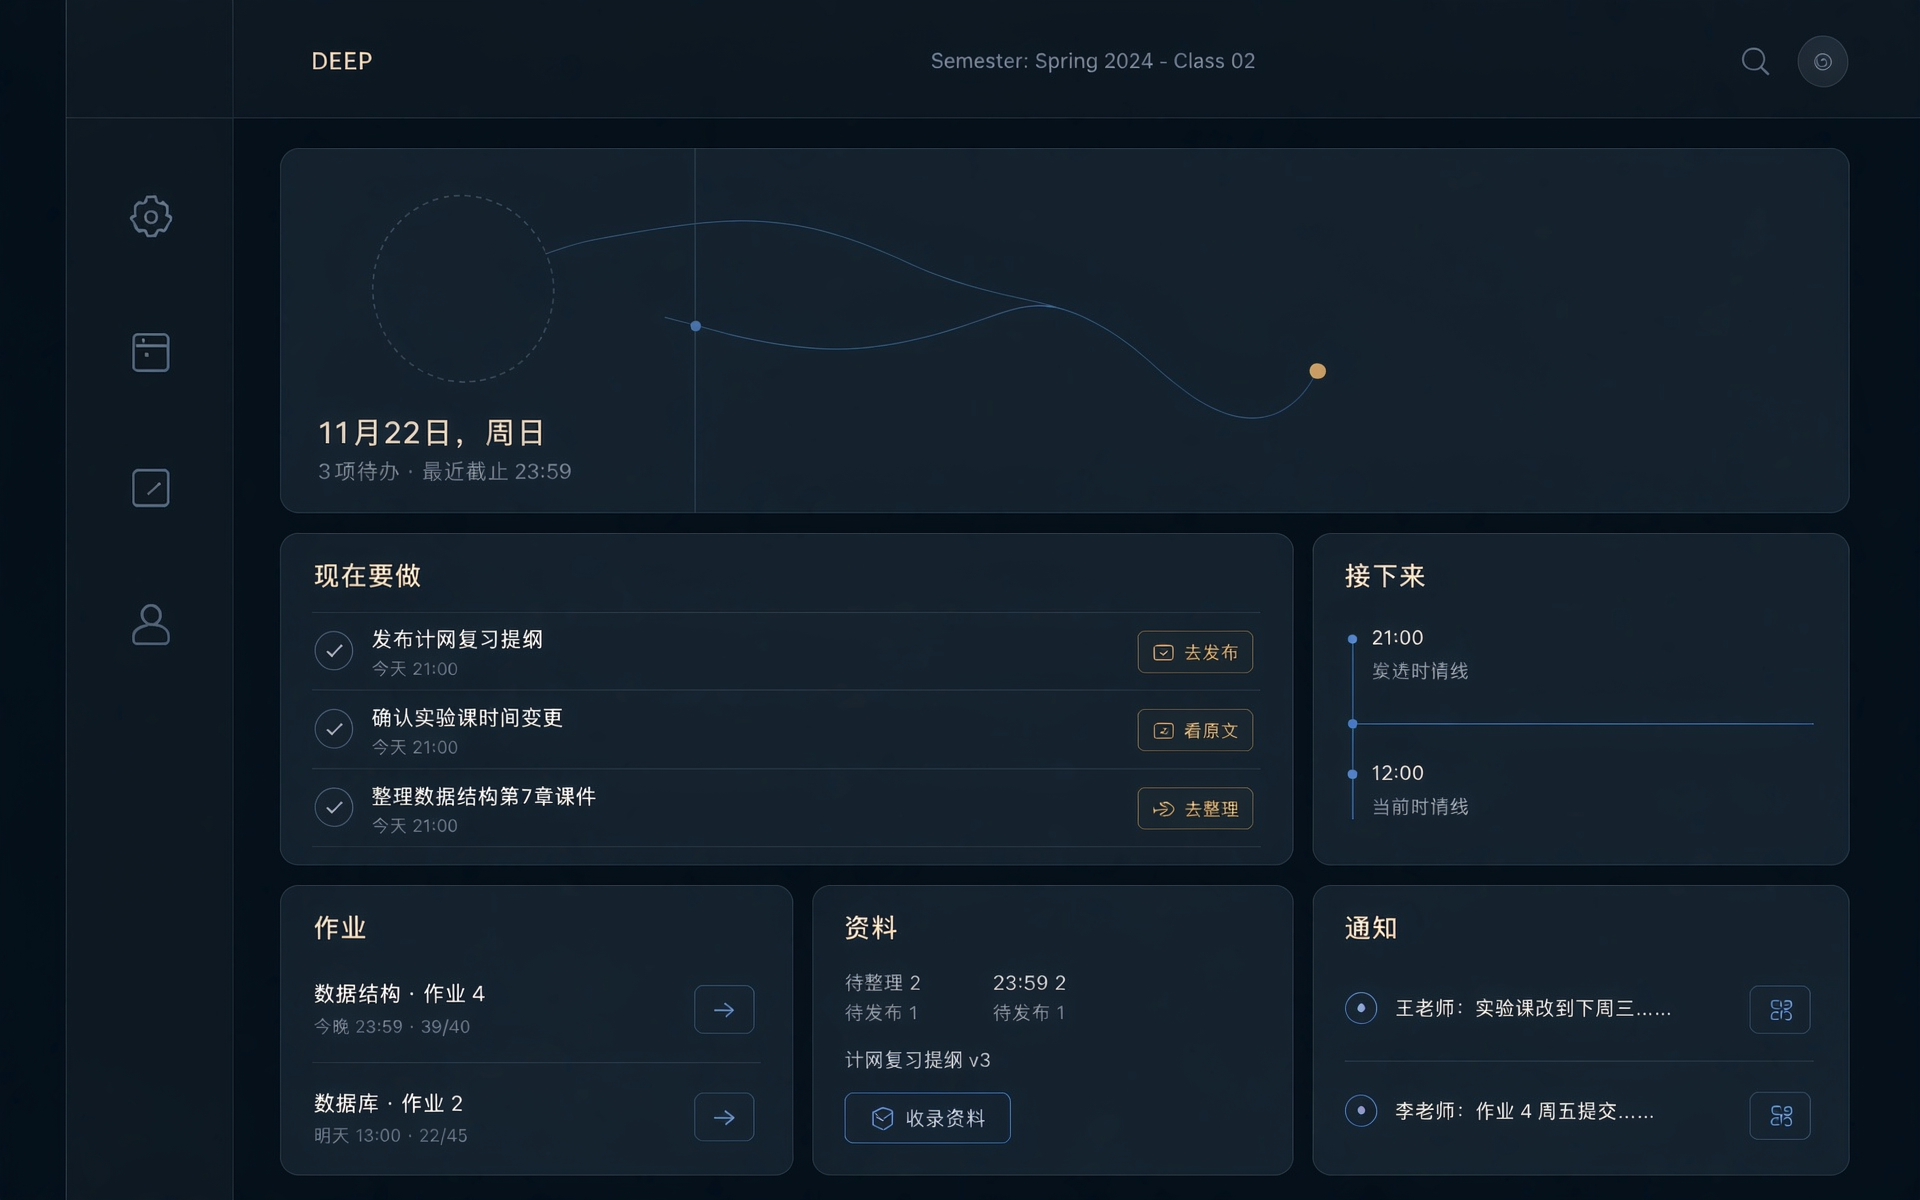 DEEP
Semester: Spring 2024 - Class 02
11月22日，周日
3项待办 · 最近截止 23:59
现在要做
发布计网复习提纲
今天 21:00
去发布
确认实验课时间变更
今天 21:00
看原文
整理数据结构第7章课件
今天 21:00
去整理
接下来
21:00
时情线
12:00
当前时情线
作业
数据结构 · 作业 4
今晚 23:59 · 39/40
数据库 · 作业 2
明天 13:00 · 22/45
资料
待整理 2
23:59 2
待发布 1
待发布 1
计网复习提纲 v3
收录资料
通知
王老师：实验课改到下周三……
李老师：作业 4 周五提交……